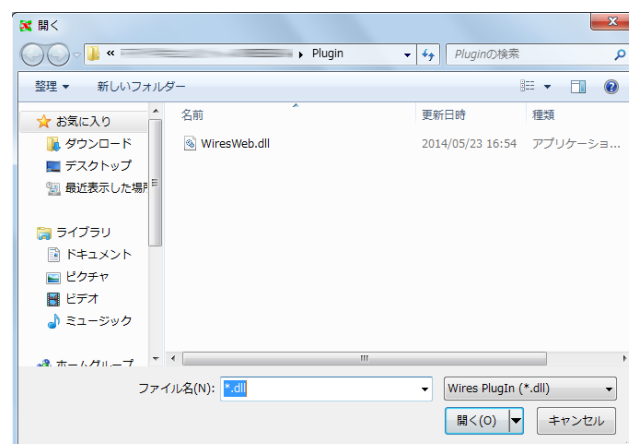 開く
« Plugin
Pluginの検索
整理 新しいフォルダー
名前 更新日時 種類
お気に入り
ダウンロード
デスクトップ
最近表示した場所
WiresWeb.dll 2014/05/23 16:54 アプリケーショ...
ライブラリ
ドキュメント
ピクチャ
ビデオ
ミュージック
ホームグループ
ファイル名(N): *.dll Wires PlugIn (*.dll)
開く(O) キャンセル